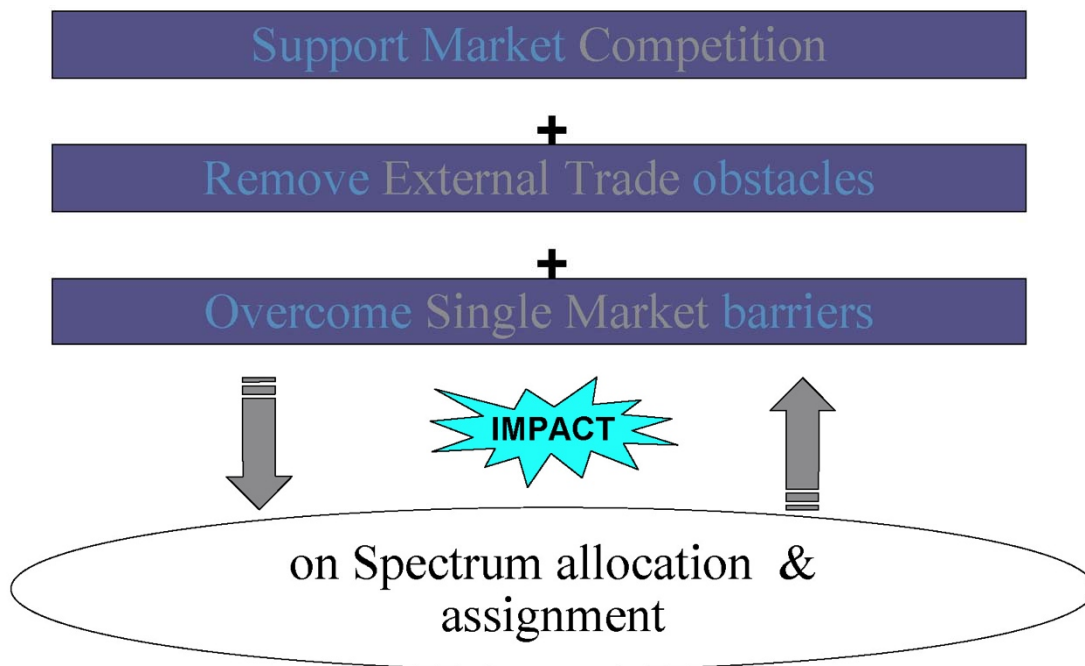 Support Market Competition
+
Remove External Trade obstacles
+
Overcome Single Market barriers
IMPACT
on Spectrum allocation &
assignment